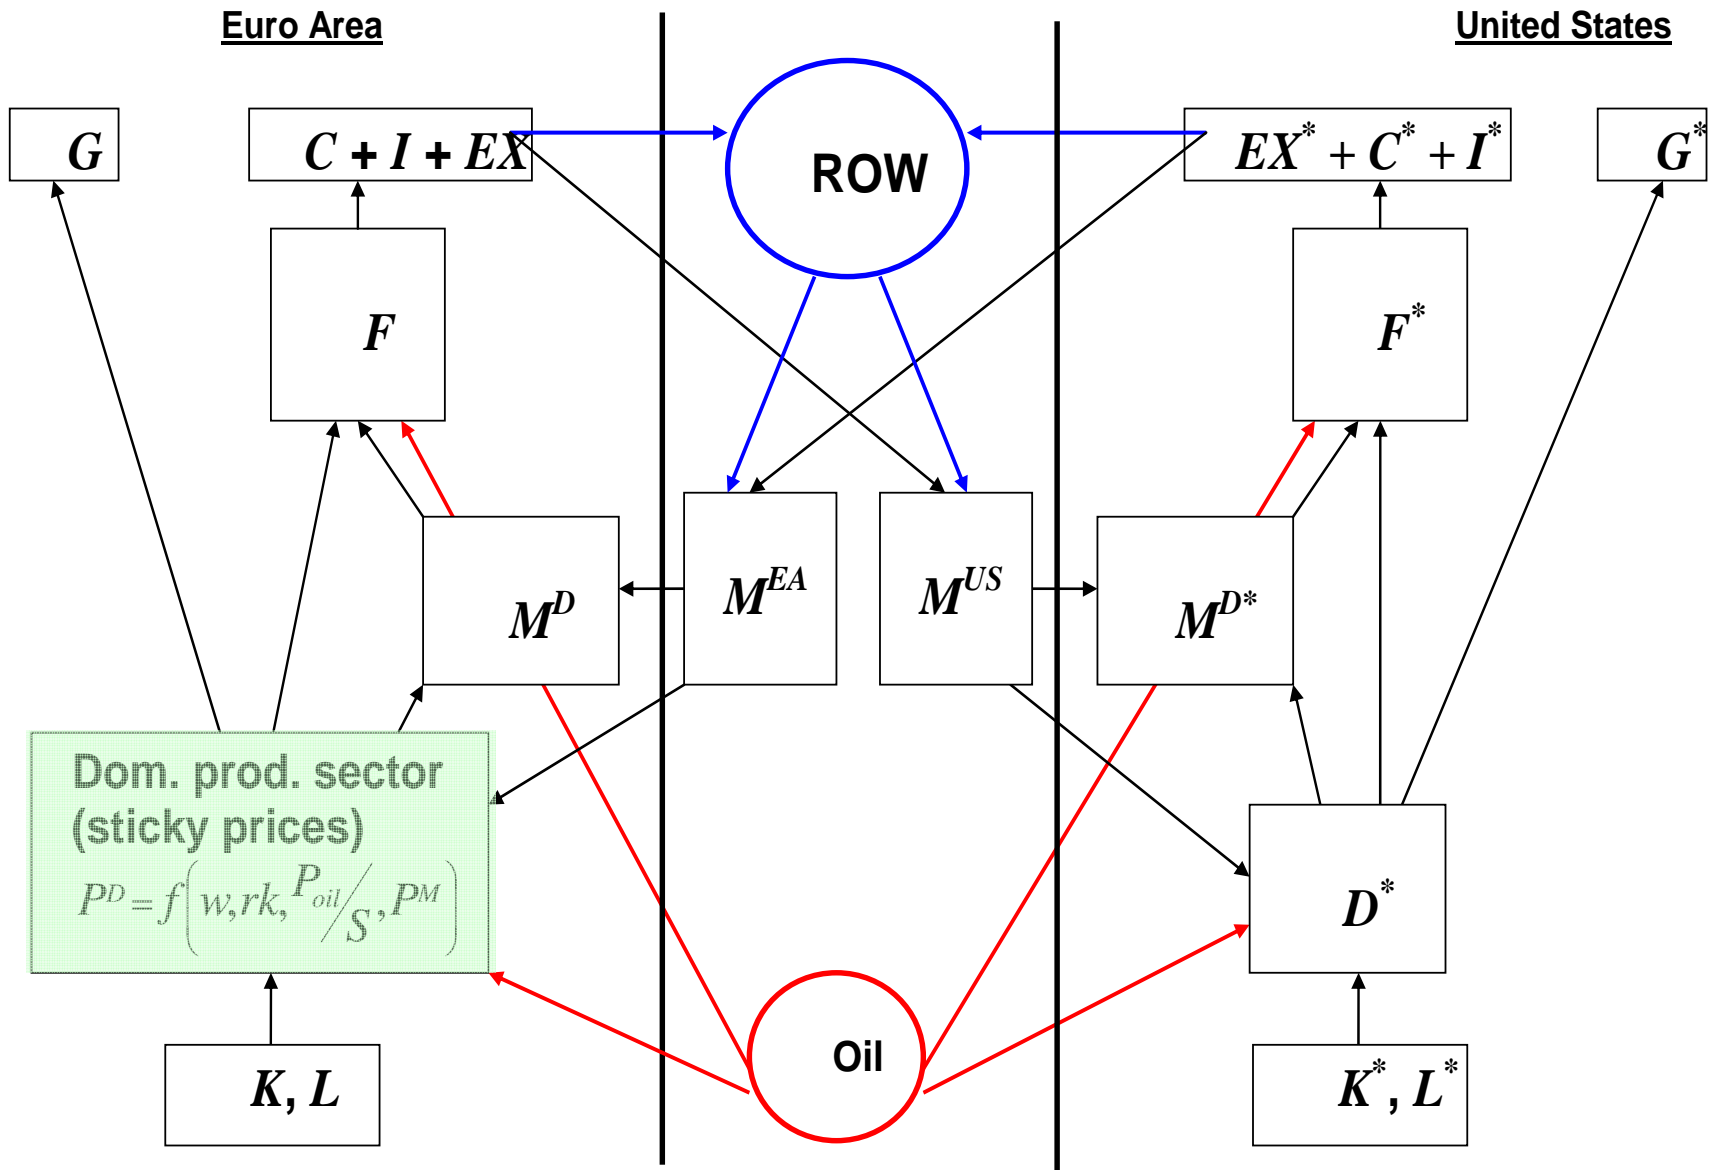 Euro Area
United States
G
C + I + EX
ROW
EX* + C* + I*
G*
F
F*
M^D
M^EA
M^US
M^D*
Dom. prod. sector
(sticky prices)
P^D = f(w, rk, P_oil/S, P^M)
D*
Oil
K, L
K*, L*